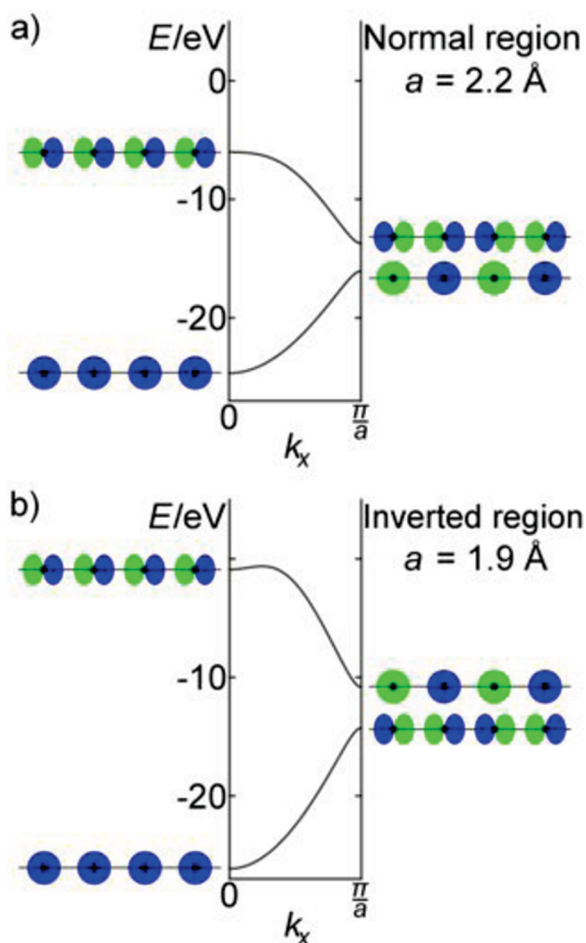 a)
E/eV
Normal region
a = 2.2 Å
0
-10
-20
0
π/a
kₓ
b)
E/eV
Inverted region
a = 1.9 Å
-10
-20
0
π/a
kₓ